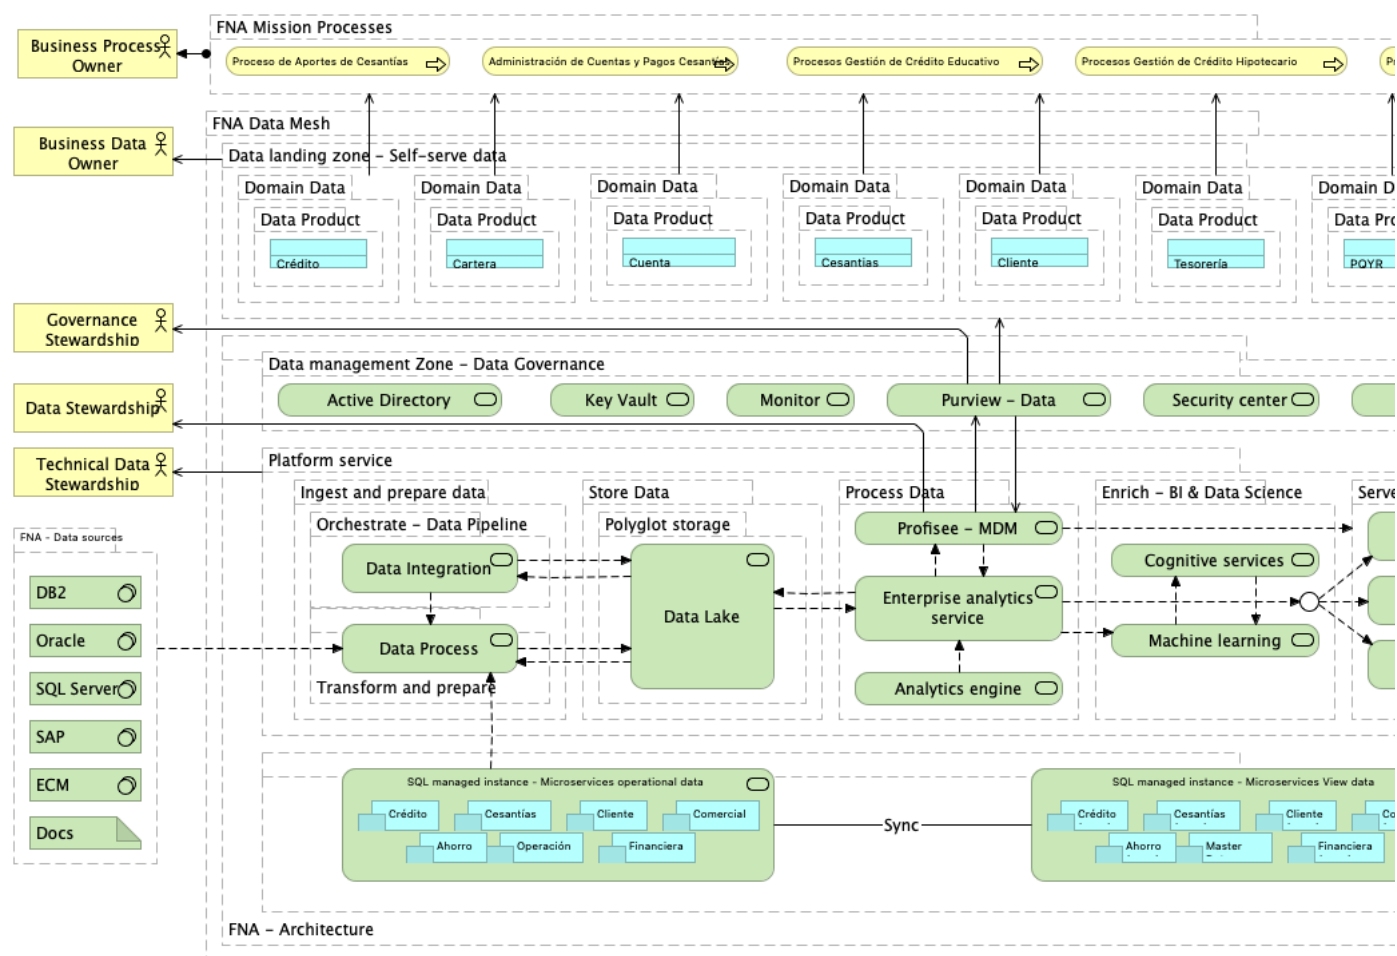 FNA Mission Processes
Business Process
Owner
Proceso de Aportes de Cesantías
Administración de Cuentas y Pagos Cesantías
Procesos Gestión de Crédito Educativo
Procesos Gestión de Crédito Hipotecario
FNA Data Mesh
Business Data
Owner
Data landing zone - Self-serve data
Domain Data
Domain Data
Domain Data
Domain Data
Domain Data
Domain Data
Domain D
Data Product
Data Product
Data Product
Data Product
Data Product
Data Product
Data Pro
Crédito
Cartera
Cuenta
Cesantias
Cliente
Tesorería
PQYR
Governance
Stewardship
Data management Zone - Data Governance
Active Directory
Key Vault
Monitor
Purview - Data
Security center
Data Stewardship
Technical Data
Stewardship
Platform service
Ingest and prepare data
Store Data
Process Data
Enrich - BI & Data Science
Serve
Orchestrate - Data Pipeline
Polyglot storage
Profisee - MDM
FNA - Data sources
Data Integration
Cognitive services
DB2
Enterprise analytics
service
Data Lake
Oracle
Data Process
Machine learning
SQL Server
Transform and prepare
Analytics engine
SAP
ECM
SQL managed instance - Microservices operational data
SQL managed instance - Microservices View data
Crédito
Cesantías
Cliente
Comercial
Crédito
Cesantías
Cliente
Co
Docs
Sync
Ahorro
Operación
Financiera
Ahorro
Master
Financiera
FNA - Architecture